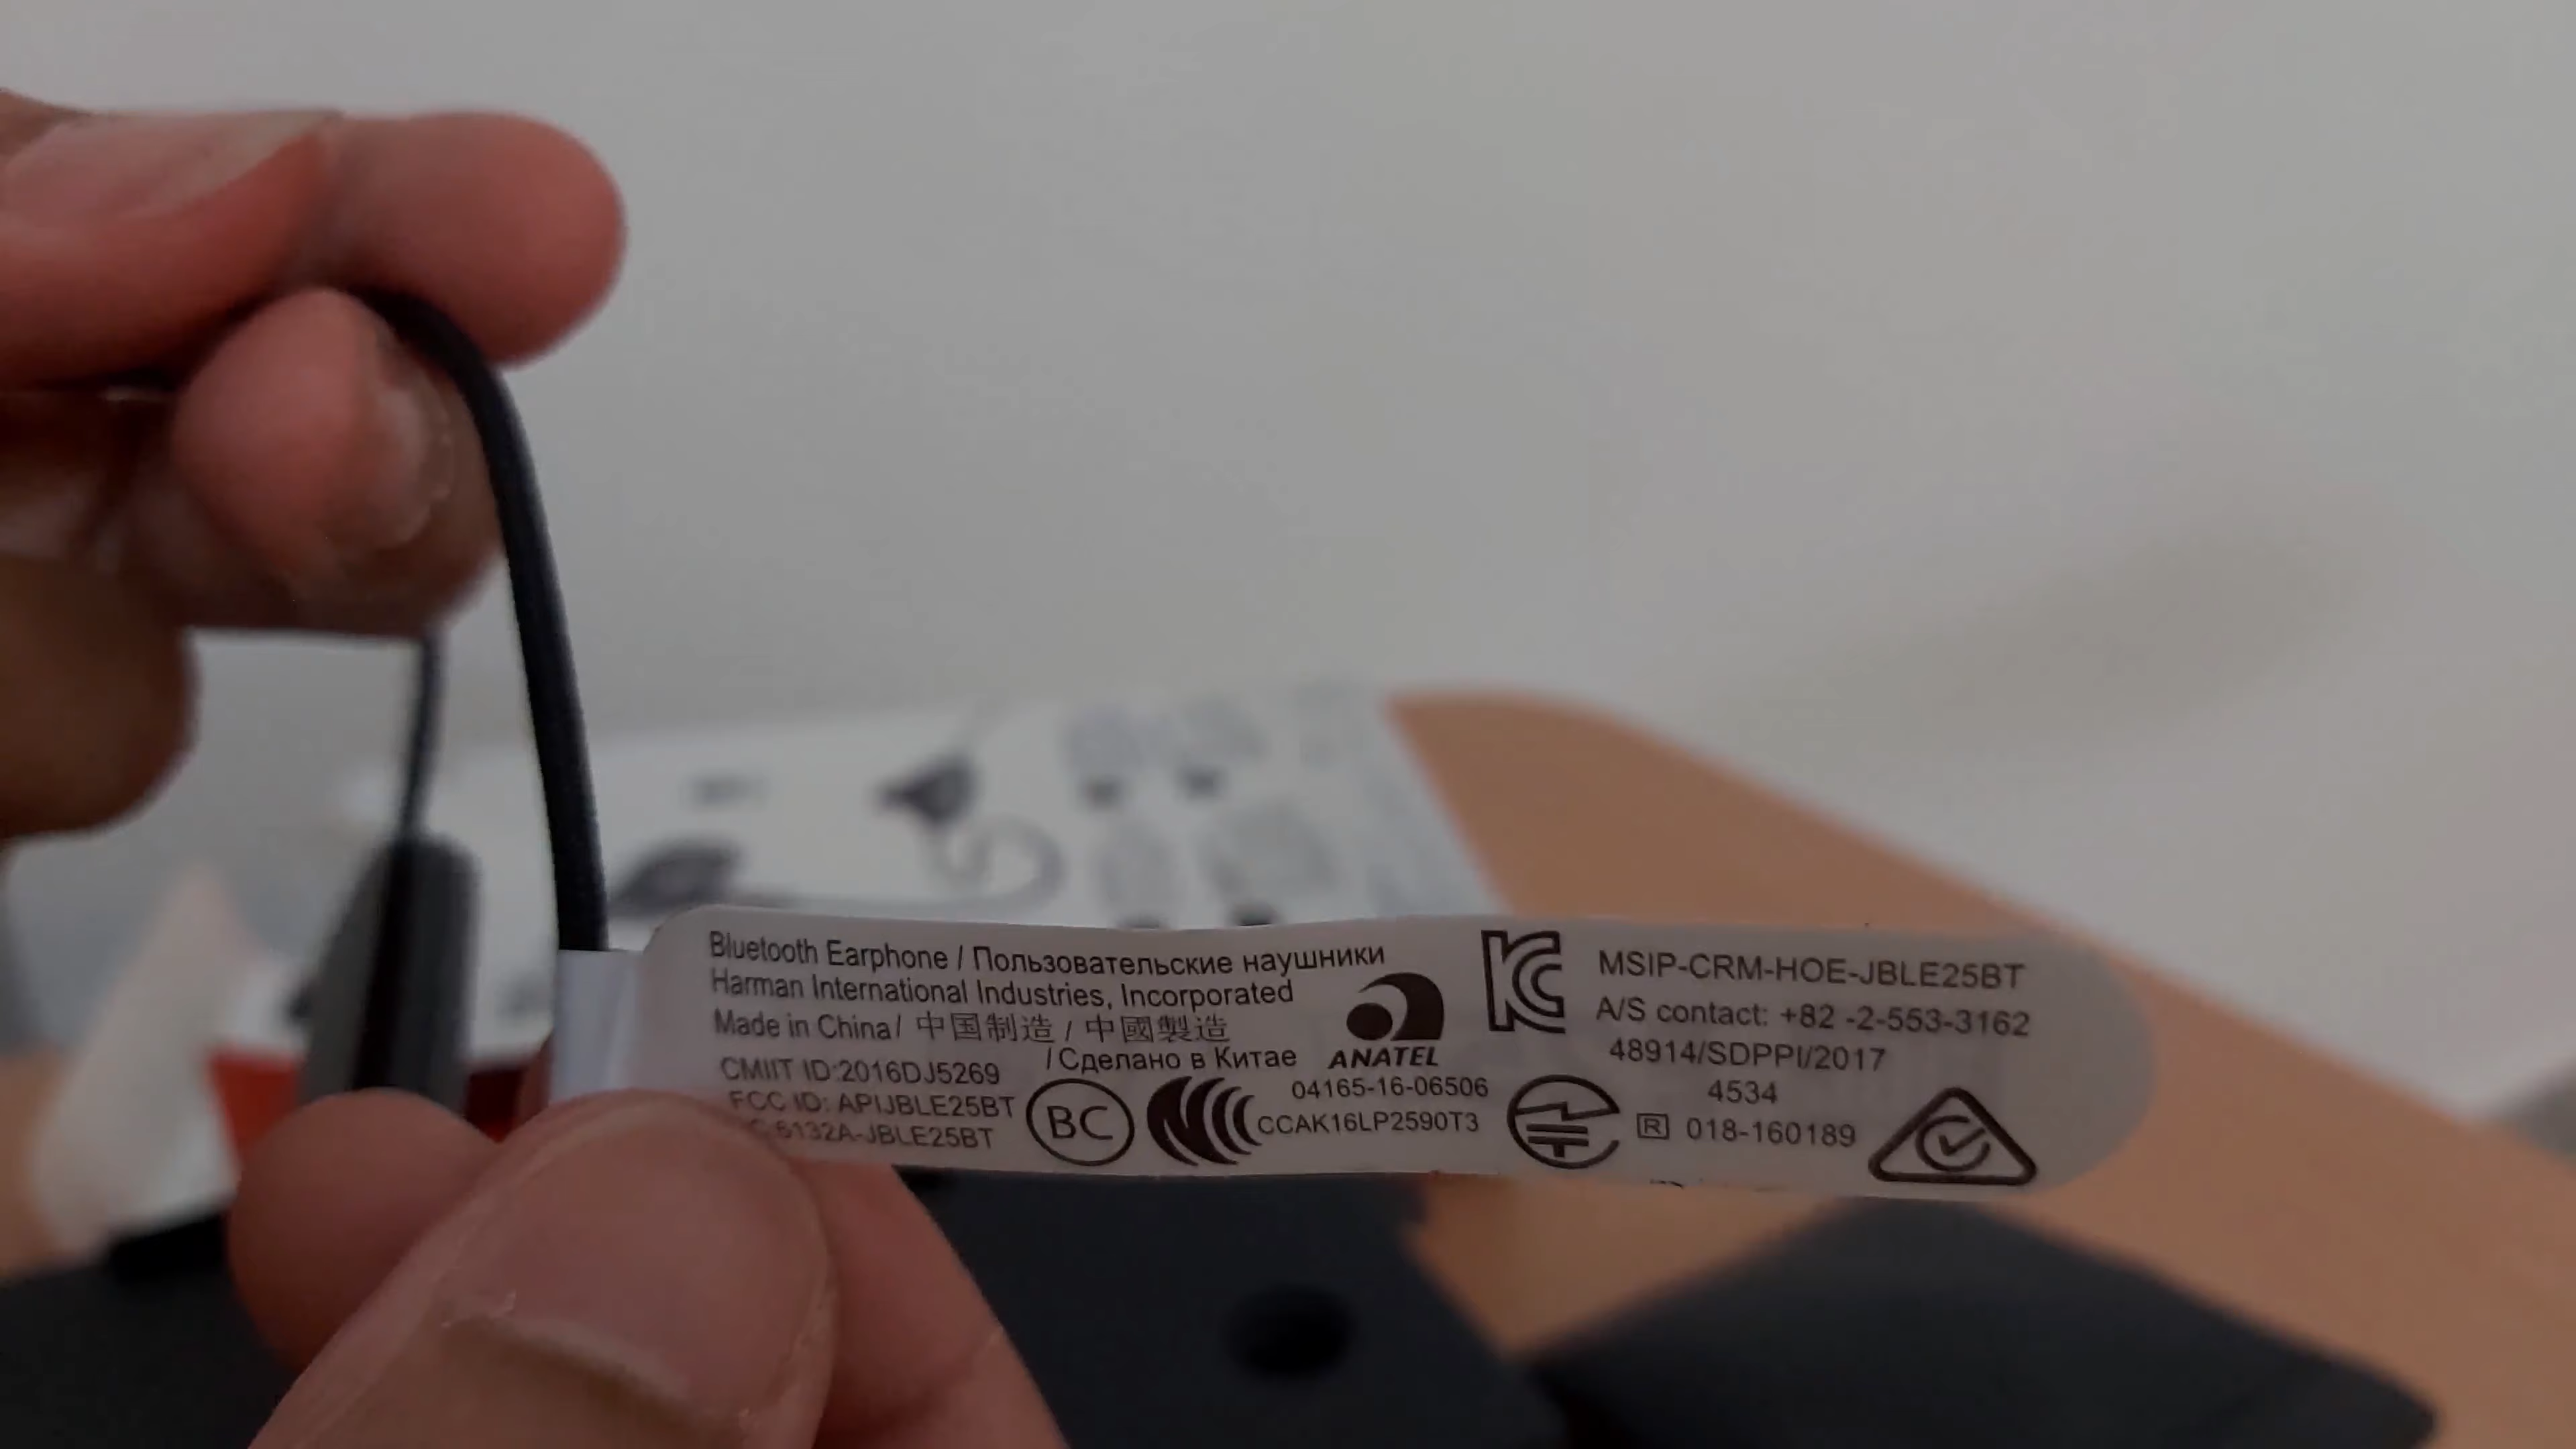 Bluetooth Earphone / Пользовательские наушники
Harman International Industries, Incorporated
Made in China / 中国制造 / 中國製造
/ Сделано в Китае
CMIIT ID:2016DJ5269
FCC ID: APIJBLE25BT
6132A-JBLE25BT
BC
ANATEL
04165-16-06506
CCAK16LP2590T3
MSIP-CRM-HOE-JBLE25BT
A/S contact: +82 -2-553-3162
48914/SDPPI/2017
4534
R 018-160189